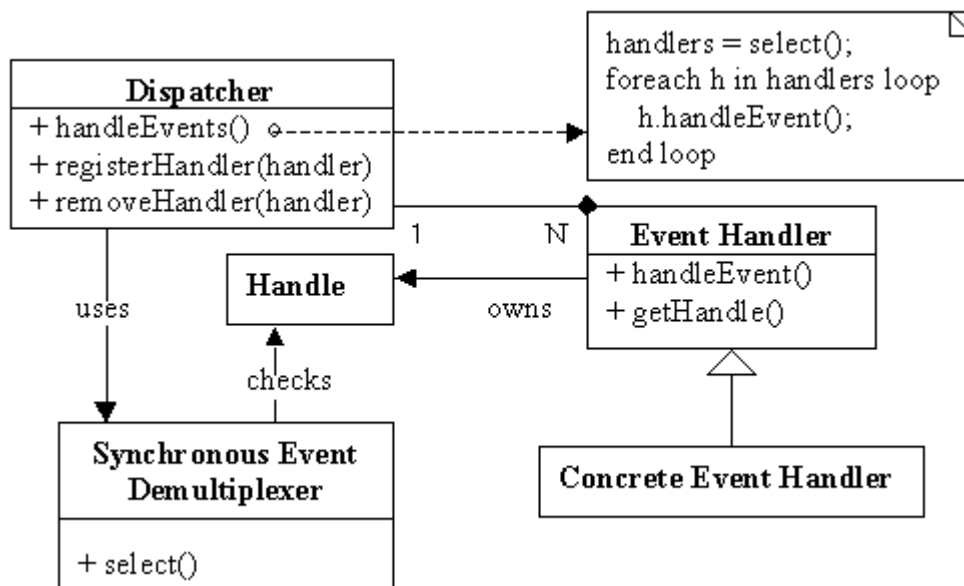 handlers = select();
foreach h in handlers loop
h.handleEvent();
end loop
Dispatcher
+ handleEvents()
+ registerHandler(handler)
+ removeHandler(handler)
1
N
Event Handler
+ handleEvent()
+ getHandle()
Handle
uses
owns
checks
Synchronous Event
Demultiplexer
+ select()
Concrete Event Handler